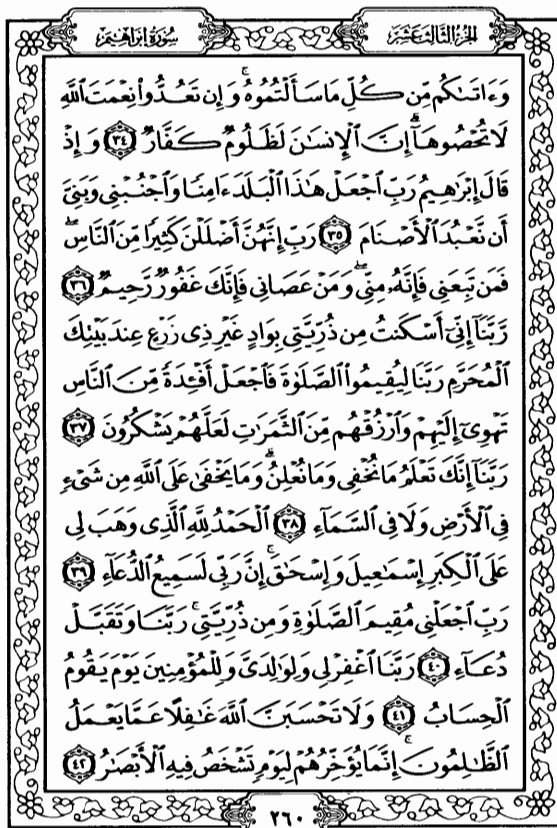 الجزء الثالث عشر
سورة ابراهيم
وَءَاتَىٰكُم مِّن كُلِّ مَا سَأَلْتُمُوهُ ۚ وَإِن تَعُدُّوا۟ نِعْمَتَ ٱللَّهِ
لَا تُحْصُوهَآ ۗ إِنَّ ٱلْإِنسَٰنَ لَظَلُومٌ كَفَّارٌ ٣٤ وَإِذْ
قَالَ إِبْرَٰهِيمُ رَبِّ ٱجْعَلْ هَٰذَا ٱلْبَلَدَ ءَامِنًا وَٱجْنُبْنِى وَبَنِىَّ
أَن نَّعْبُدَ ٱلْأَصْنَامَ ٣٥ رَبِّ إِنَّهُنَّ أَضْلَلْنَ كَثِيرًا مِّنَ ٱلنَّاسِ ۖ
فَمَن تَبِعَنِى فَإِنَّهُۥ مِنِّى ۖ وَمَنْ عَصَانِى فَإِنَّكَ غَفُورٌ رَّحِيمٌ ٣٦
رَّبَّنَآ إِنِّىٓ أَسْكَنتُ مِن ذُرِّيَّتِى بِوَادٍ غَيْرِ ذِى زَرْعٍ عِندَ بَيْتِكَ
ٱلْمُحَرَّمِ رَبَّنَا لِيُقِيمُوا۟ ٱلصَّلَوٰةَ فَٱجْعَلْ أَفْـِٔدَةً مِّنَ ٱلنَّاسِ
تَهْوِىٓ إِلَيْهِمْ وَٱرْزُقْهُم مِّنَ ٱلثَّمَرَٰتِ لَعَلَّهُمْ يَشْكُرُونَ ٣٧
رَبَّنَآ إِنَّكَ تَعْلَمُ مَا نُخْفِى وَمَا نُعْلِنُ ۗ وَمَا يَخْفَىٰ عَلَى ٱللَّهِ مِن شَىْءٍ
فِى ٱلْأَرْضِ وَلَا فِى ٱلسَّمَآءِ ٣٨ ٱلْحَمْدُ لِلَّهِ ٱلَّذِى وَهَبَ لِى
عَلَى ٱلْكِبَرِ إِسْمَٰعِيلَ وَإِسْحَٰقَ ۚ إِنَّ رَبِّى لَسَمِيعُ ٱلدُّعَآءِ ٣٩
رَبِّ ٱجْعَلْنِى مُقِيمَ ٱلصَّلَوٰةِ وَمِن ذُرِّيَّتِى ۚ رَبَّنَا وَتَقَبَّلْ
دُعَآءِ ٤٠ رَبَّنَا ٱغْفِرْ لِى وَلِوَٰلِدَىَّ وَلِلْمُؤْمِنِينَ يَوْمَ يَقُومُ
ٱلْحِسَابُ ٤١ وَلَا تَحْسَبَنَّ ٱللَّهَ غَٰفِلًا عَمَّا يَعْمَلُ
ٱلظَّٰلِمُونَ ۚ إِنَّمَا يُؤَخِّرُهُمْ لِيَوْمٍ تَشْخَصُ فِيهِ ٱلْأَبْصَٰرُ ٤٢
٢٦٠